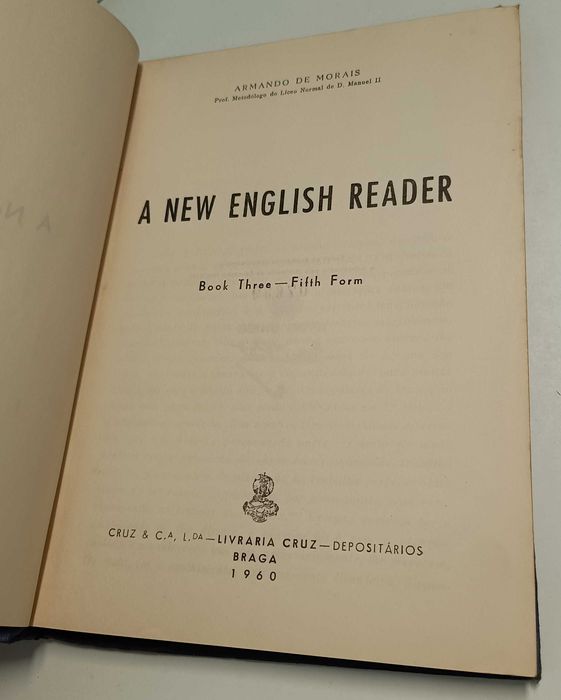 ARMANDO DE MORAIS
Prof. Metodólogo do Liceu Normal de D. Manuel II
A NEW ENGLISH READER
Book Three — Fifth Form
CRUZ & C.ᴬ, L.ᴰᴬ — LIVRARIA CRUZ — DEPOSITÁRIOS
BRAGA
1960